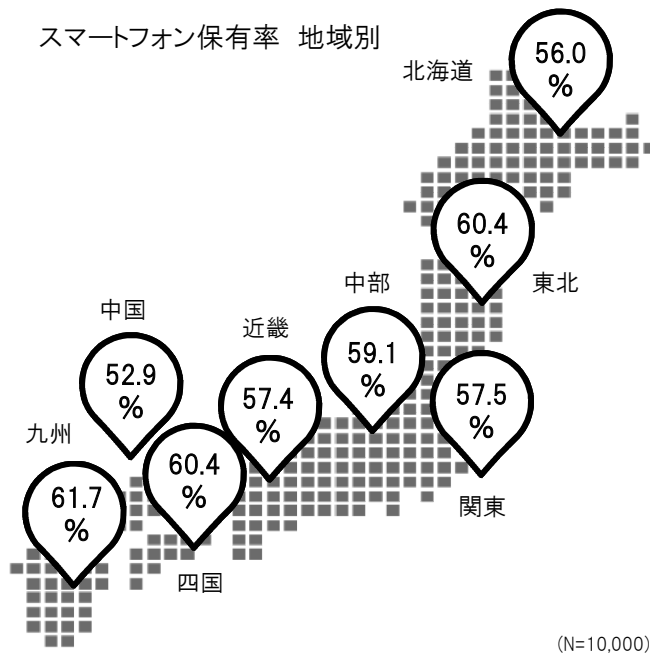 スマートフォン保有率 地域別
北海道
56.0
%
60.4
%
東北
中部
59.1
%
中国
52.9
%
近畿
57.4
%
57.5
%
関東
九州
61.7
%
60.4
%
四国
(N=10,000)